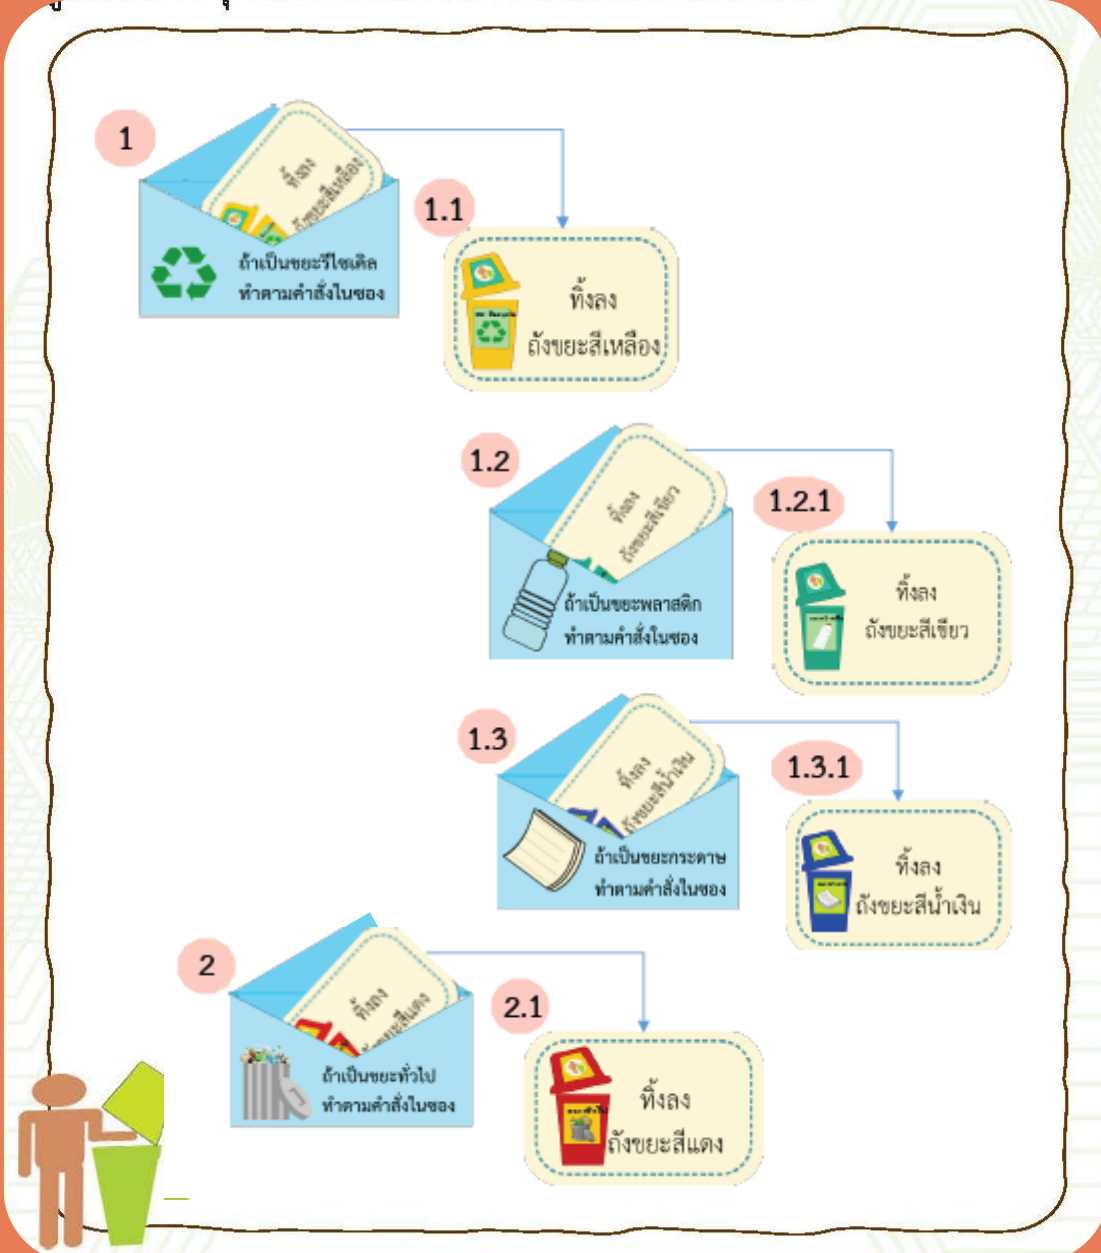 1
ทิ้งลง
ถังขยะสีเหลือง
ถ้าเป็นขยะรีไซเคิล
ทำตามคำสั่งในซอง
1.1
ทิ้งลง
ถังขยะสีเหลือง
1.2
ทิ้งลง
ถังขยะสีเขียว
ถ้าเป็นขยะพลาสติก
ทำตามคำสั่งในซอง
1.2.1
ทิ้งลง
ถังขยะสีเขียว
1.3
ทิ้งลง
ถังขยะสีน้ำเงิน
ถ้าเป็นขยะกระดาษ
ทำตามคำสั่งในซอง
1.3.1
ทิ้งลง
ถังขยะสีน้ำเงิน
2
ทิ้งลง
ถังขยะสีแดง
ถ้าเป็นขยะทั่วไป
ทำตามคำสั่งในซอง
2.1
ทิ้งลง
ถังขยะสีแดง